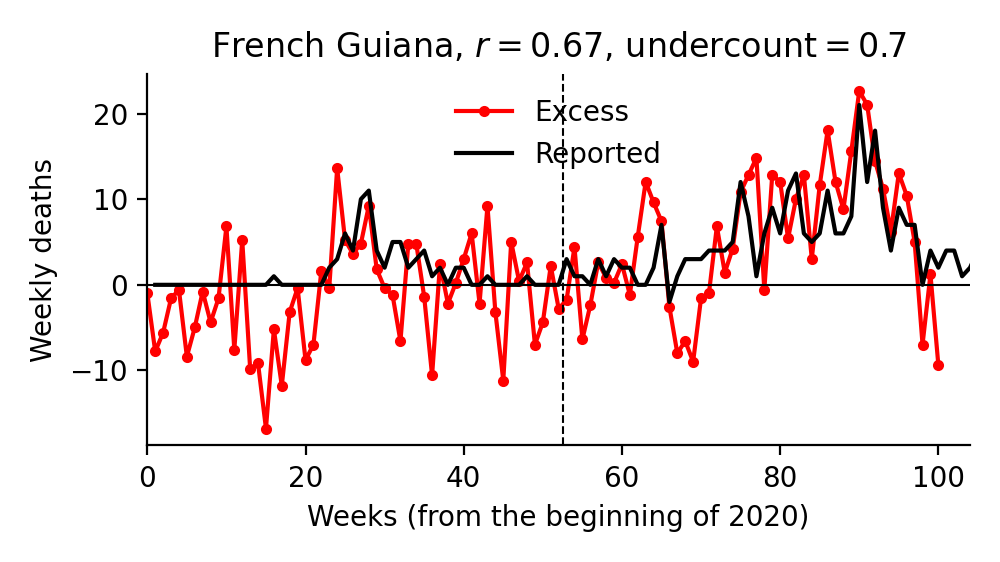 French Guiana, r = 0.67, undercount = 0.7
Excess
Reported
Weekly deaths
20
10
0
−10
0 20 40 60 80 100
Weeks (from the beginning of 2020)